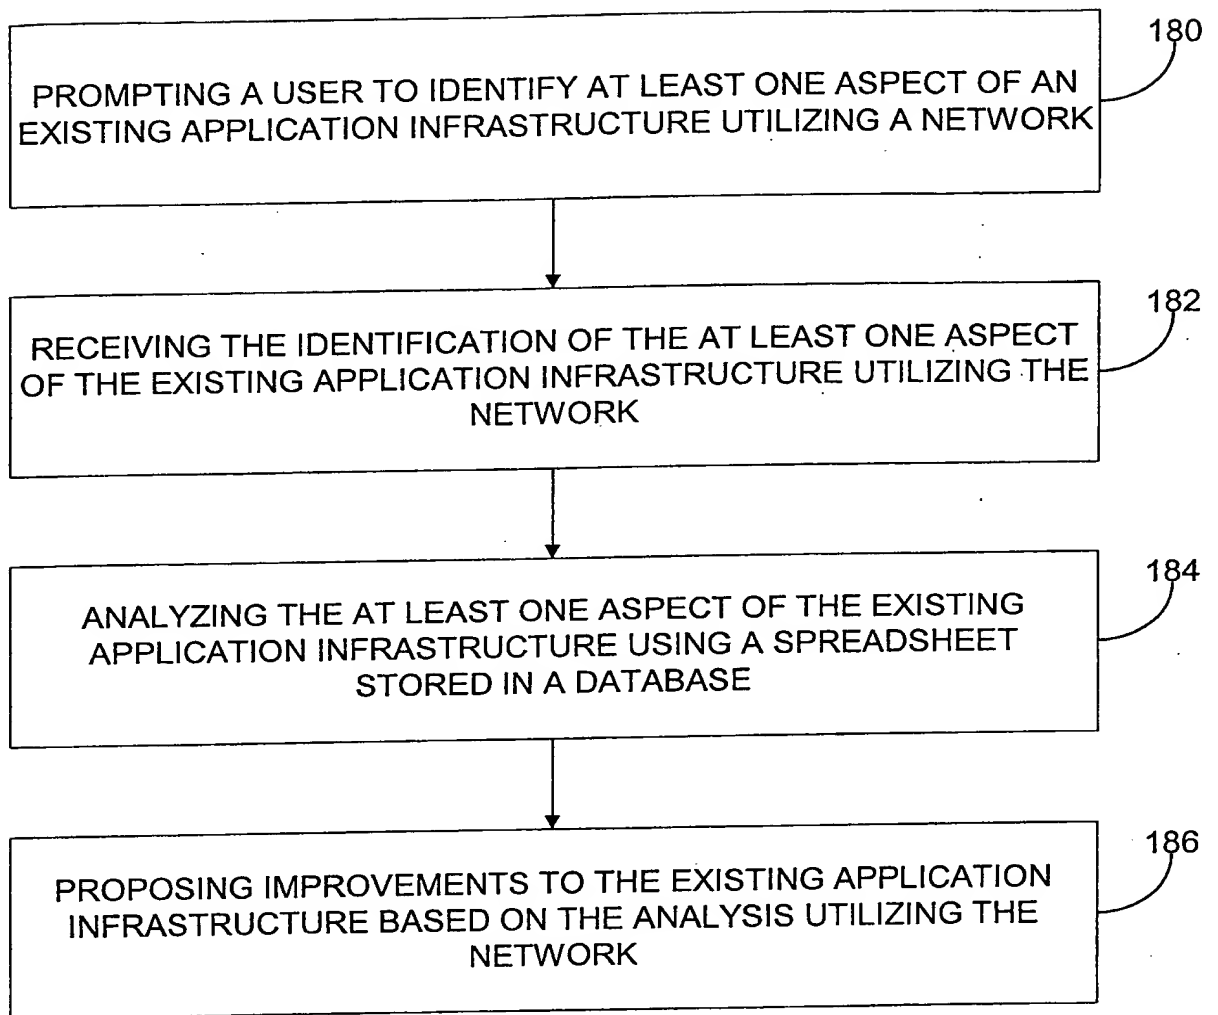 180
PROMPTING A USER TO IDENTIFY AT LEAST ONE ASPECT OF AN
EXISTING APPLICATION INFRASTRUCTURE UTILIZING A NETWORK
182
RECEIVING THE IDENTIFICATION OF THE AT LEAST ONE ASPECT
OF THE EXISTING APPLICATION INFRASTRUCTURE UTILIZING THE
NETWORK
184
ANALYZING THE AT LEAST ONE ASPECT OF THE EXISTING
APPLICATION INFRASTRUCTURE USING A SPREADSHEET
STORED IN A DATABASE
186
PROPOSING IMPROVEMENTS TO THE EXISTING APPLICATION
INFRASTRUCTURE BASED ON THE ANALYSIS UTILIZING THE
NETWORK